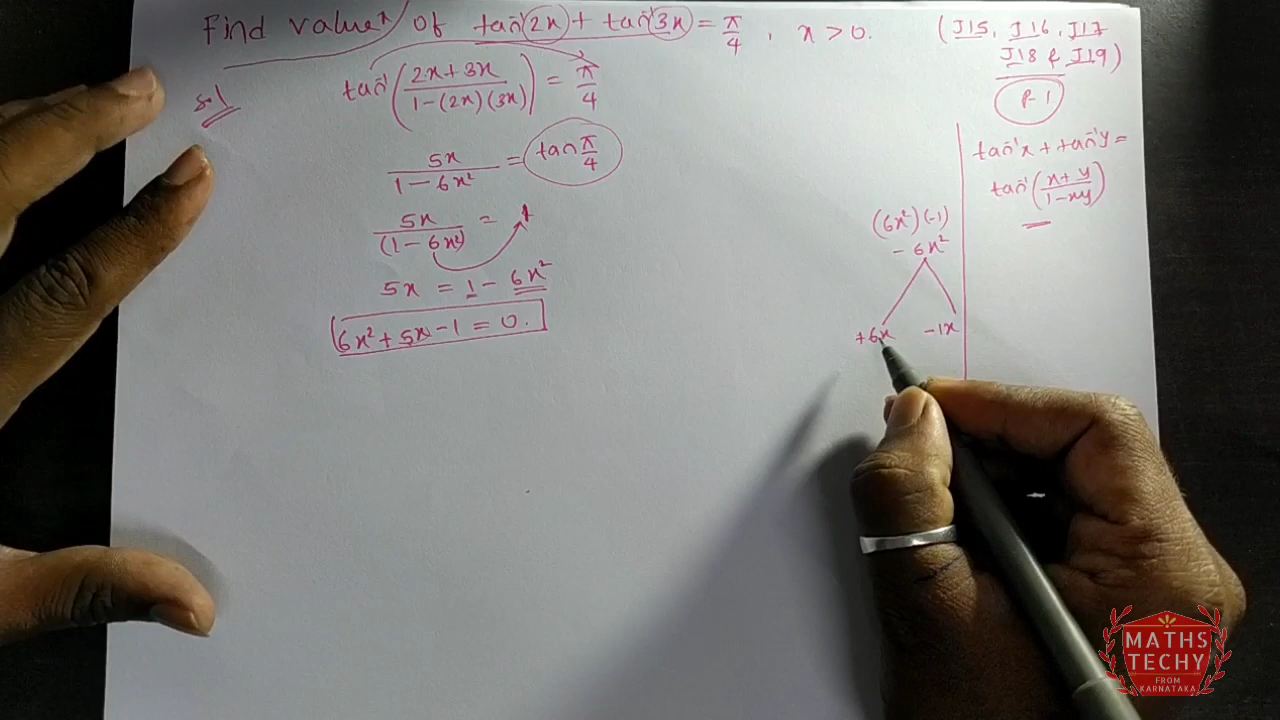 Find value x of tan⁻¹(2x) + tan⁻¹(3x) = π/4, x > 0.
(J15, J16, J17
J18 & J19)
P-1
Sol
tan⁻¹((2x+3x)/(1-(2x)(3x))) = π/4
5x/(1-6x²) = tan π/4
5x/(1-6x²) = 1
5x = 1 - 6x²
6x² + 5x - 1 = 0.
(6x²)(-1)
- 6x²
+6x -1x
tan⁻¹x + tan⁻¹y =
tan⁻¹((x+y)/(1-xy))
MATHS
TECHY
FROM
KARNATAKA